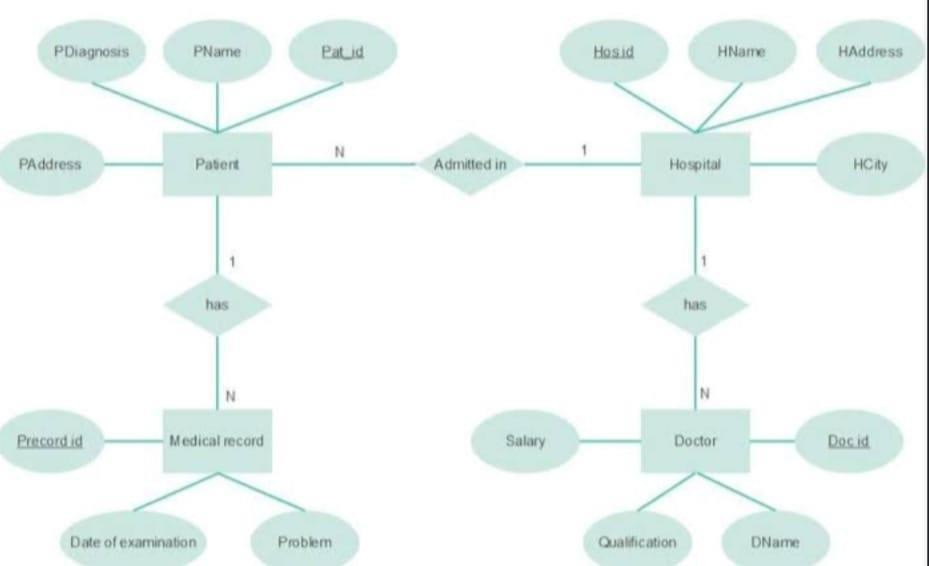 PDiagnosis
PName
Pat_id
Hos.id
HName
HAddress
PAddress
Patient
N
Admitted in
1
Hospital
HCity
1
1
has
has
N
N
Precord id
Medical record
Salary
Doctor
Doc.id
Date of examination
Problem
Qualification
DName